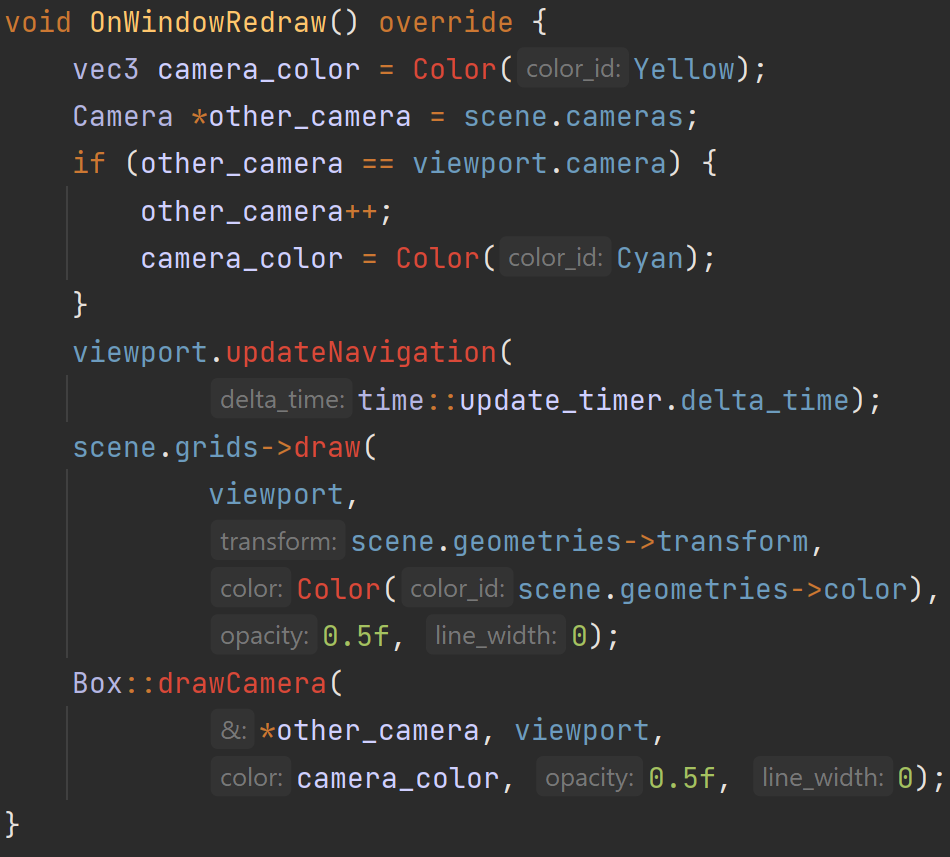 void OnWindowRedraw() override {
    vec3 camera_color = Color( color_id: Yellow);
    Camera *other_camera = scene.cameras;
    if (other_camera == viewport.camera) {
        other_camera++;
        camera_color = Color( color_id: Cyan);
    }
    viewport.updateNavigation(
            delta_time: time::update_timer.delta_time);
    scene.grids->draw(
            viewport,
            transform: scene.geometries->transform,
            color: Color( color_id: scene.geometries->color),
            opacity: 0.5f, line_width: 0);
    Box::drawCamera(
            &: *other_camera, viewport,
            color: camera_color, opacity: 0.5f, line_width: 0);
}